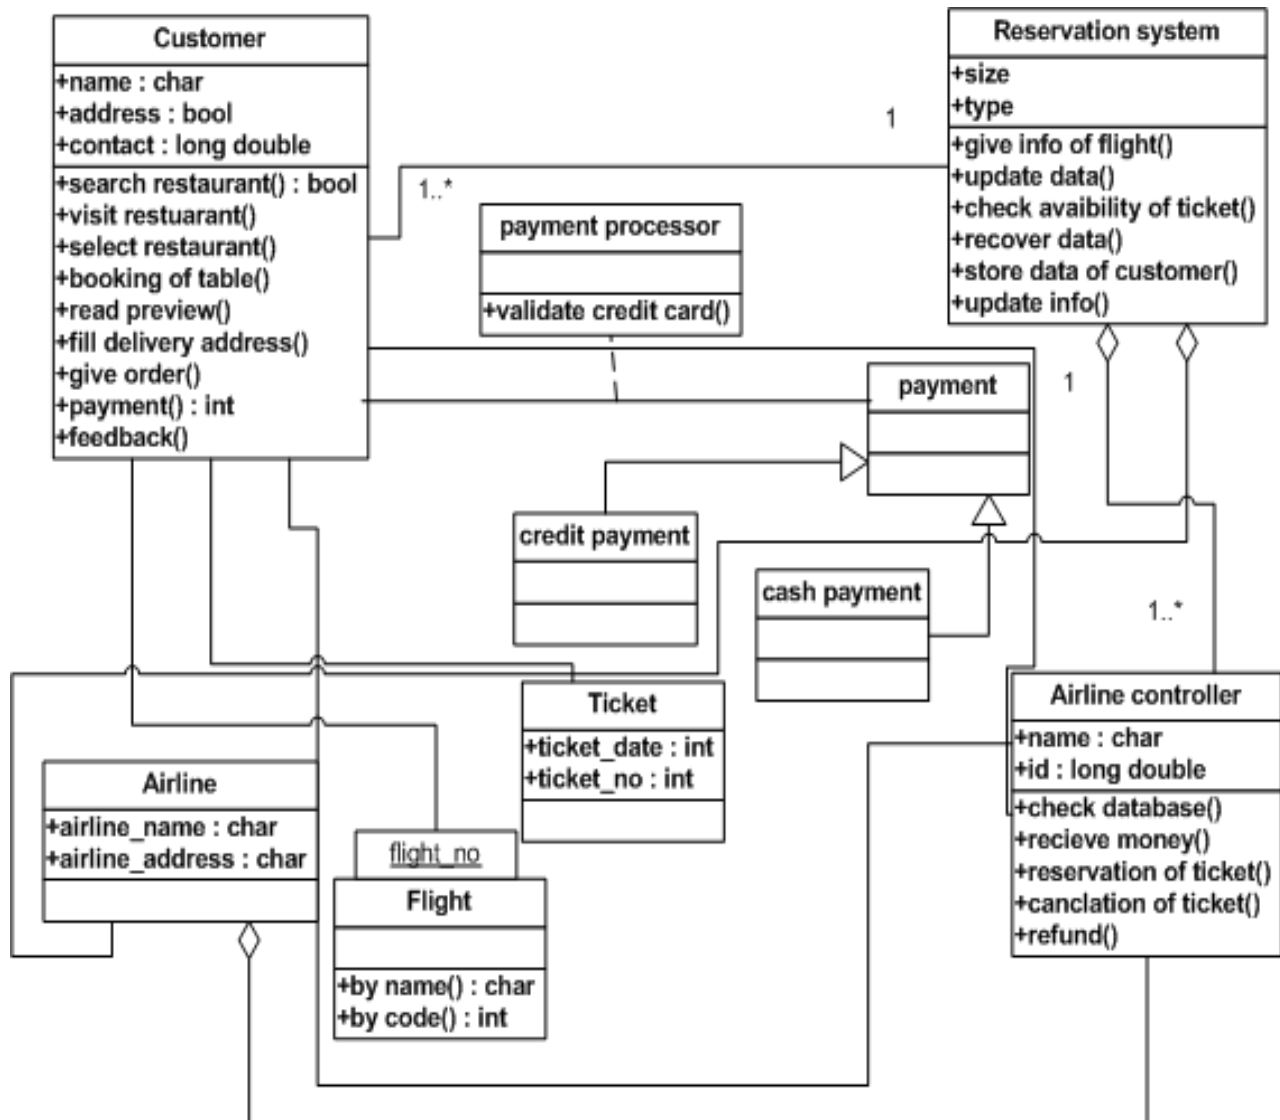 Customer
+name : char
+address : bool
+contact : long double
+search restaurant() : bool
+visit restuarant()
+select restaurant()
+booking of table()
+read preview()
+fill delivery address()
+give order()
+payment() : int
+feedback()
Reservation system
+size
+type
+give info of flight()
+update data()
+check avaibility of ticket()
+recover data()
+store data of customer()
+update info()
1
1..*
payment processor
+validate credit card()
payment
1
credit payment
cash payment
1..*
Ticket
+ticket_date : int
+ticket_no : int
Airline controller
+name : char
+id : long double
+check database()
+recieve money()
+reservation of ticket()
+canclation of ticket()
+refund()
Airline
+airline_name : char
+airline_address : char
flight_no
Flight
+by name() : char
+by code() : int